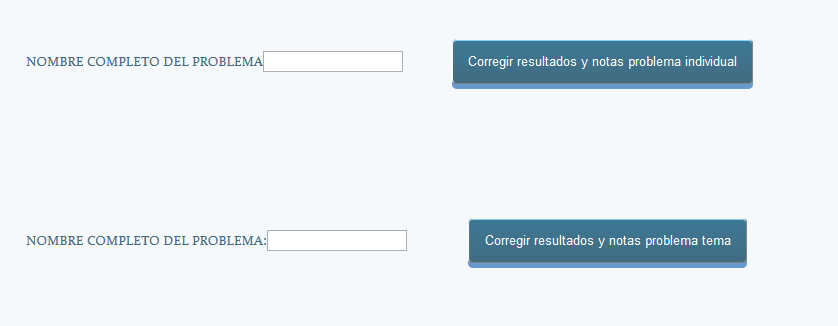 NOMBRE COMPLETO DEL PROBLEMA
Corregir resultados y notas problema individual
NOMBRE COMPLETO DEL PROBLEMA:
Corregir resultados y notas problema tema